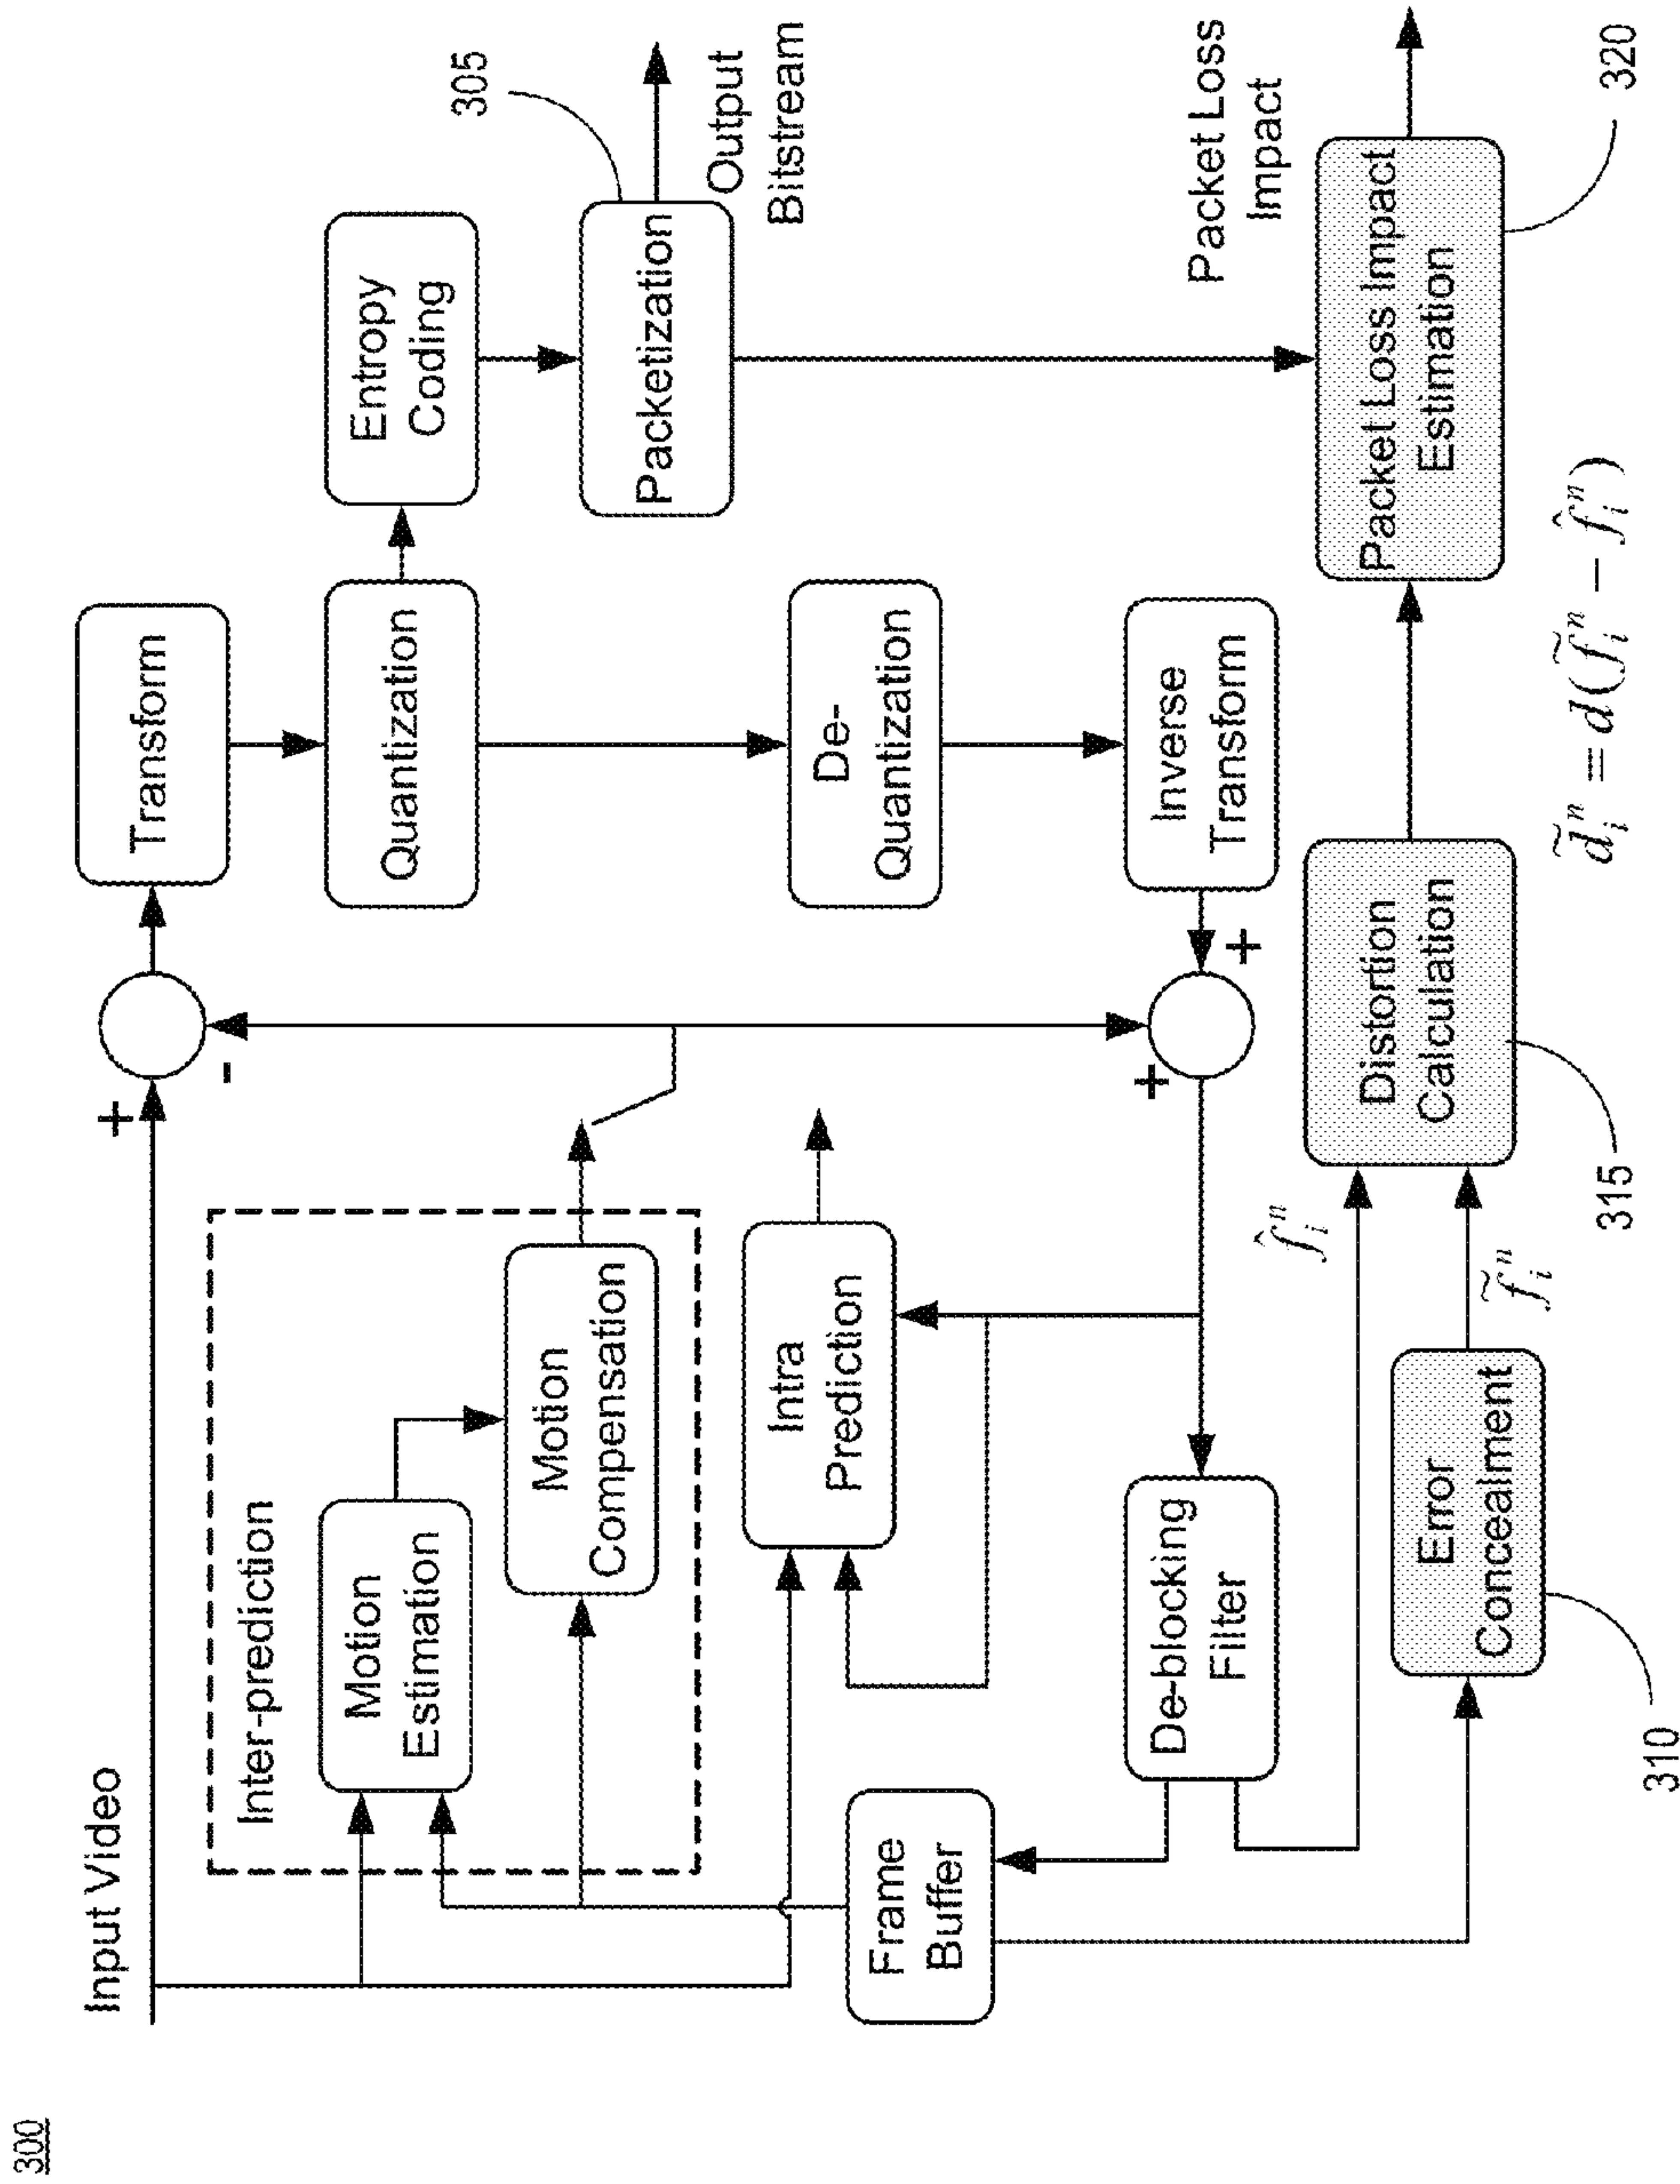 300
Input Video
+
-
Transform
Inter-prediction
Motion
Estimation
Motion
Compensation
Quantization
Entropy
Coding
305
Packetization
Output
Bitstream
Intra
Prediction
De-
Quantization
Inverse
Transform
+
+
Frame
Buffer
De-blocking
Filter
f̂ᵢⁿ
Error
Concealment
310
f̃ᵢⁿ
Distortion
Calculation
315
d̃ᵢⁿ = d(f̃ᵢⁿ − f̂ᵢⁿ)
Packet Loss Impact
Estimation
320
Packet Loss
Impact